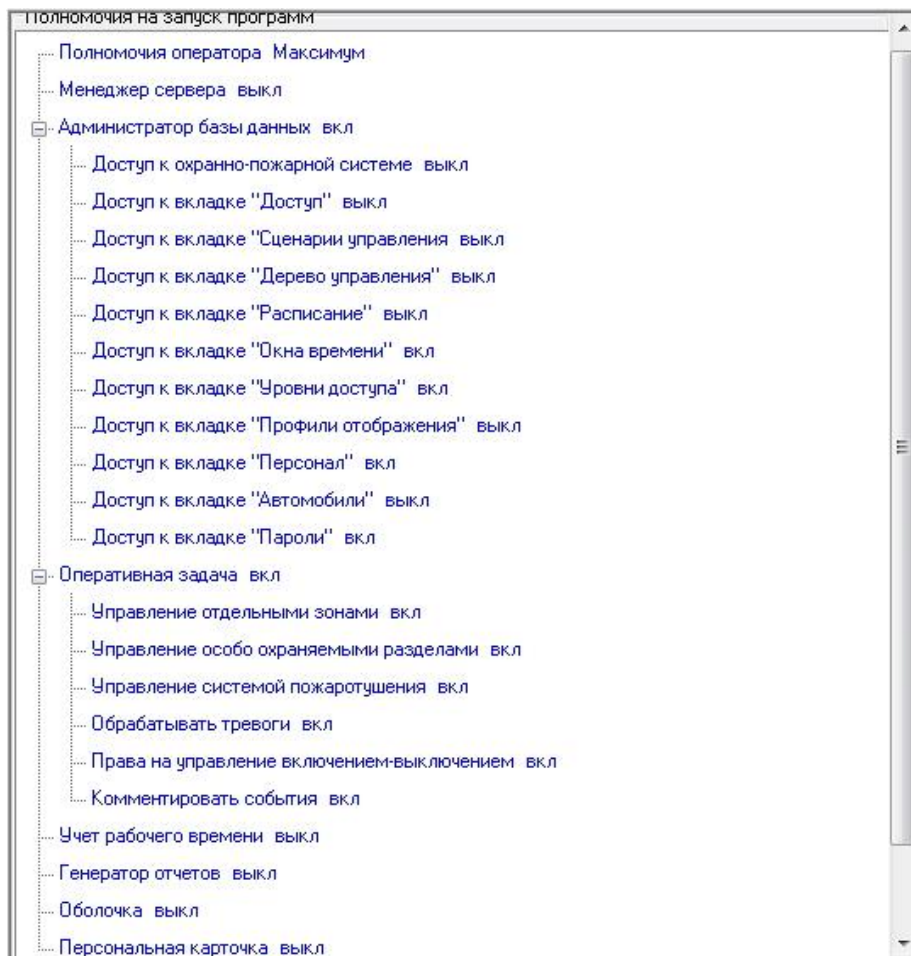 Полномочия на запуск программ
Полномочия оператора Максимум
Менеджер сервера выкл
Администратор базы данных вкл
Доступ к охранно-пожарной системе выкл
Доступ к вкладке "Доступ" выкл
Доступ к вкладке "Сценарии управления выкл
Доступ к вкладке "Дерево управления" выкл
Доступ к вкладке "Расписание" выкл
Доступ к вкладке "Окна времени" вкл
Доступ к вкладке "Уровни доступа" вкл
Доступ к вкладке "Профили отображения" выкл
Доступ к вкладке "Персонал" вкл
Доступ к вкладке "Автомобили" выкл
Доступ к вкладке "Пароли" вкл
Оперативная задача вкл
Управление отдельными зонами вкл
Управление особо охраняемыми разделами вкл
Управление системой пожаротушения вкл
Обрабатывать тревоги вкл
Права на управление включением-выключением вкл
Комментировать события вкл
Учет рабочего времени выкл
Генератор отчетов выкл
Оболочка выкл
Персональная карточка выкл